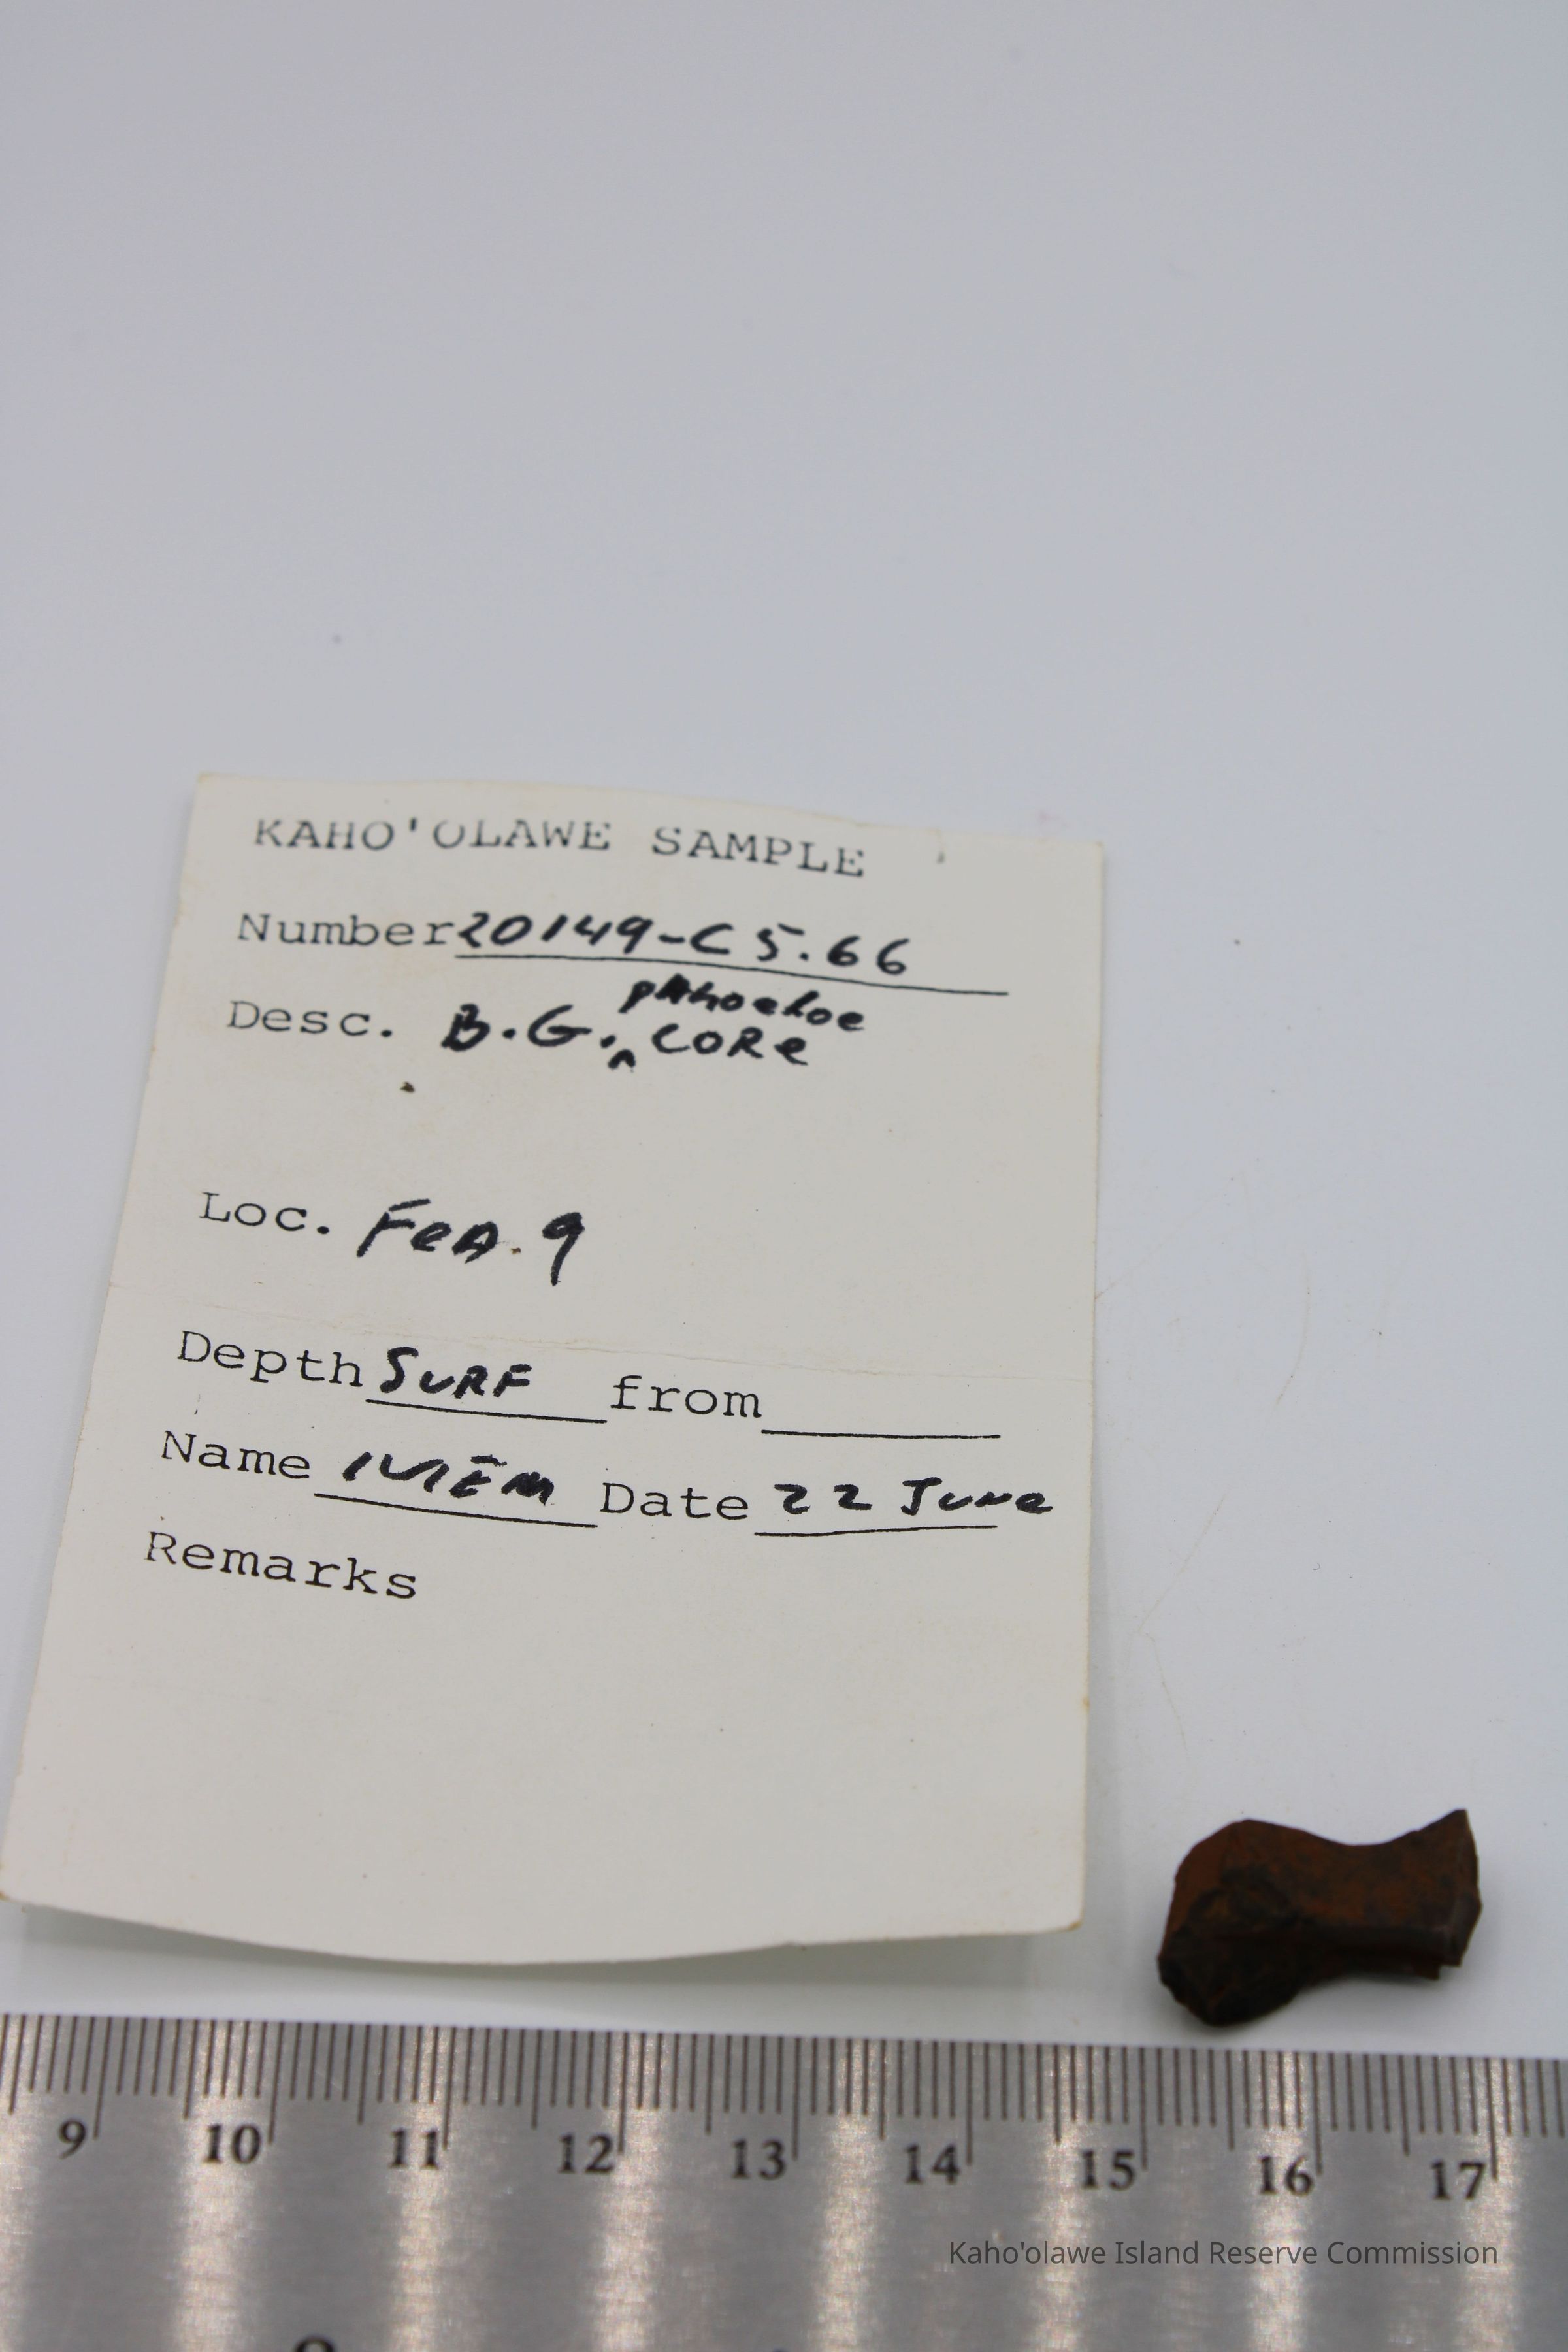 KAHO'OLAWE SAMPLE
Number 20149-C5.66
pahoehoe
Desc. B.G. ^ CoRe
Loc. FeA. 9
Depth SURF from
Name Date 22 June
Remarks
9 10 11 12 13 14 15 16 17
Kaho'olawe Island Reserve Commission